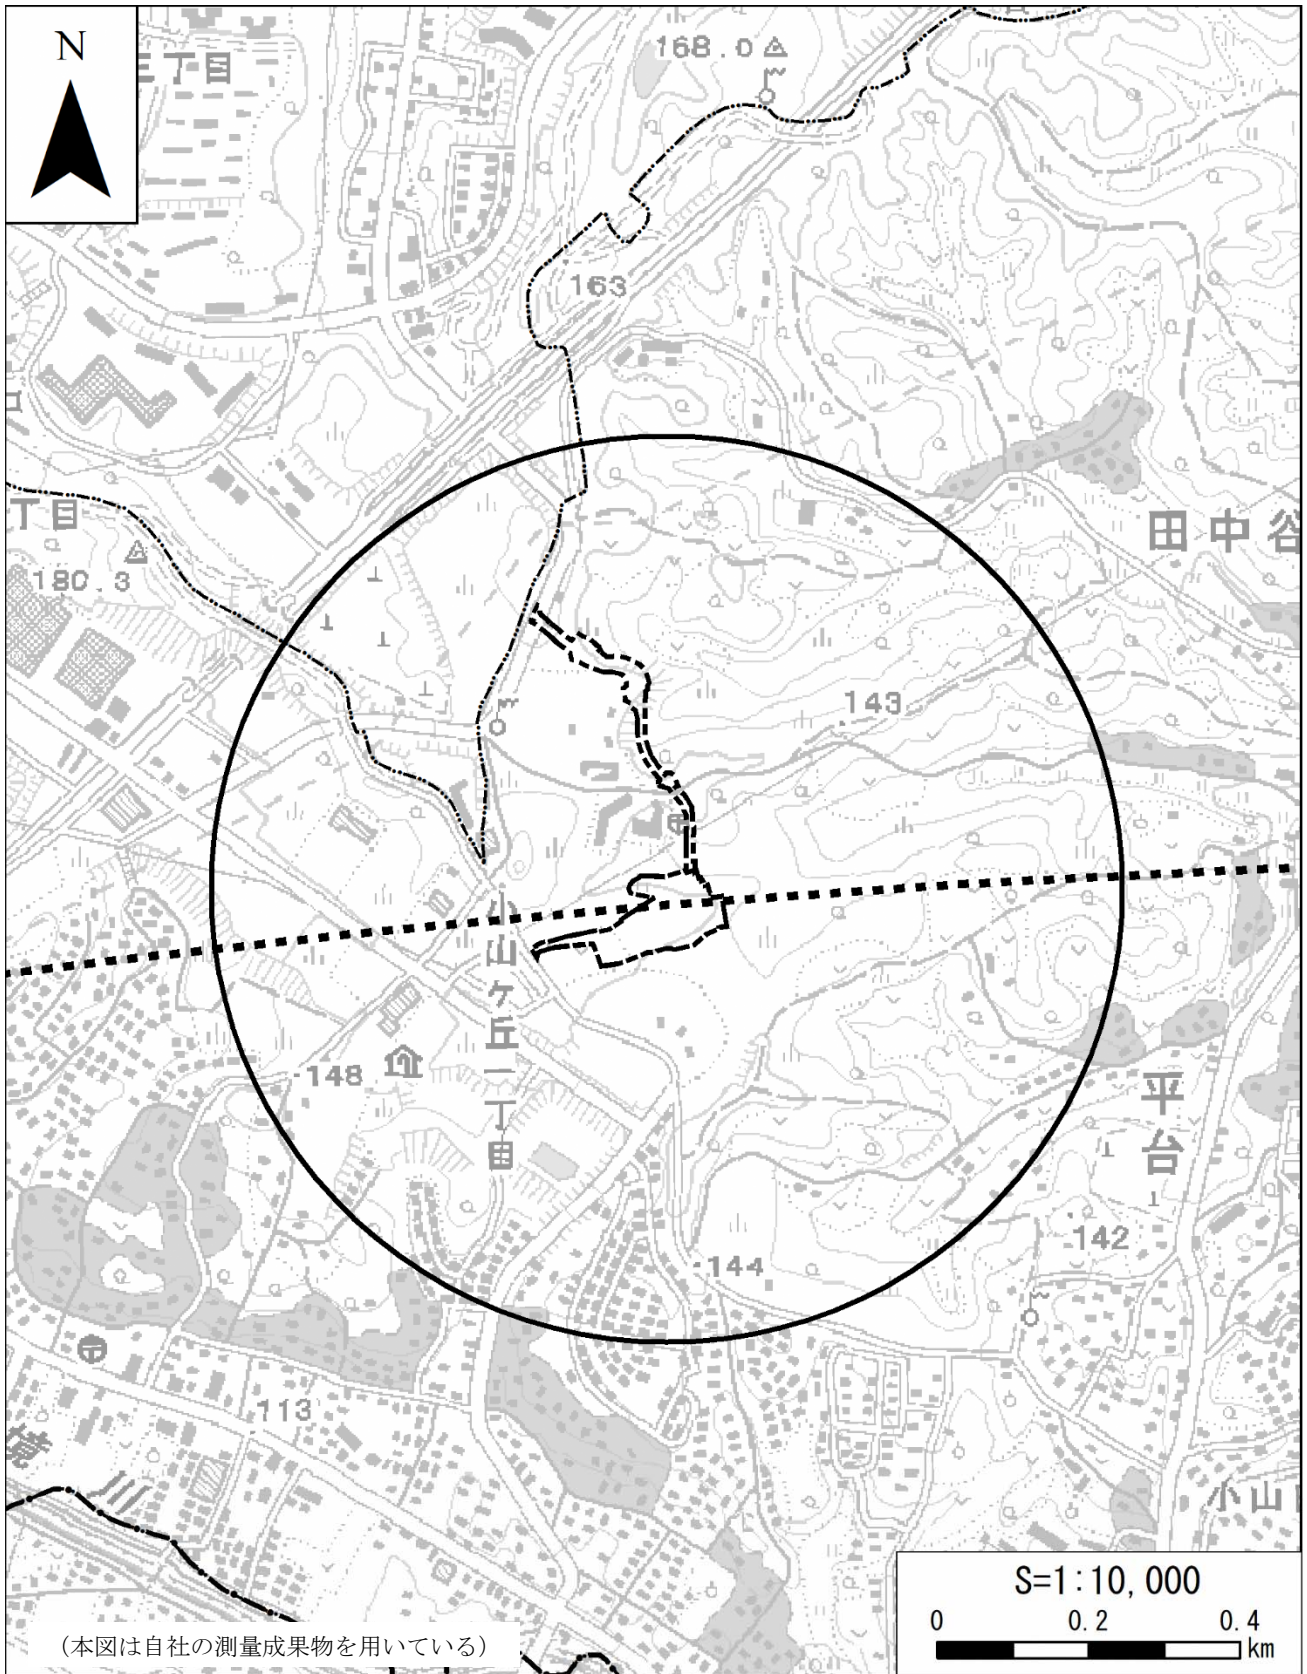 N
三丁目
168.0
163
丁目
180.3
田中谷
143
小山ヶ丘一丁目
148
平台
142
144
113
小山
S=1:10,000
0 0.2 0.4
km
(本図は自社の測量成果物を用いている)